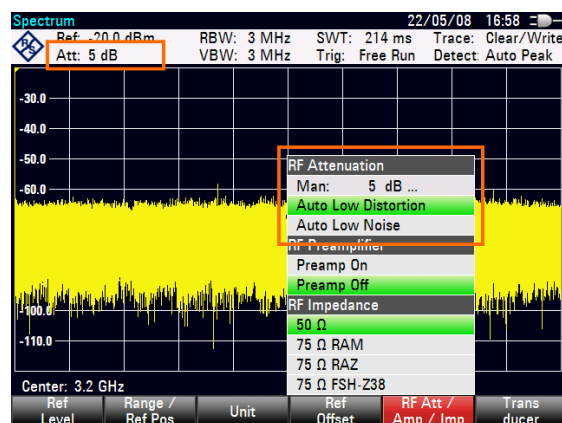 Spectrum 22/05/08 16:58
Ref: -20.0 dBm RBW: 3 MHz SWT: 214 ms Trace: Clear/Write
Att: 5 dB VBW: 3 MHz Trig: Free Run Detect: Auto Peak
-30.0
-40.0
-50.0
-60.0
-100.0
-110.0
RF Attenuation
Man: 5 dB ...
Auto Low Distortion
Auto Low Noise
RF Preamplifier
Preamp On
Preamp Off
RF Impedance
50 Ω
75 Ω RAM
75 Ω RAZ
75 Ω FSH-Z38
Center: 3.2 GHz
Ref Level
Range / Ref Pos
Unit
Ref Offset
RF Att / Amp / Imp
Trans ducer